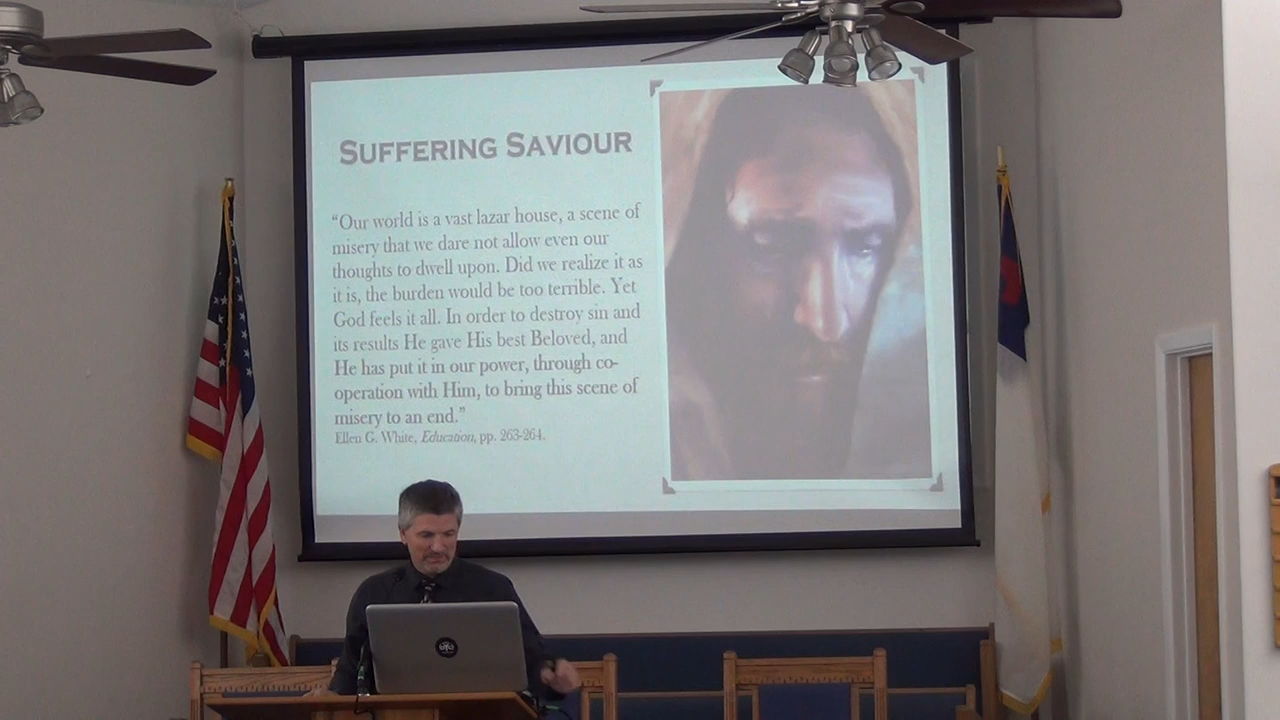 SUFFERING SAVIOUR
“Our world is a vast lazar house, a scene of
misery that we dare not allow even our
thoughts to dwell upon. Did we realize it as
it is, the burden would be too terrible. Yet
God feels it all. In order to destroy sin and
its results He gave His best Beloved, and
He has put it in our power, through co-
operation with Him, to bring this scene of
misery to an end.”
Ellen G. White, Education, pp. 263-264.